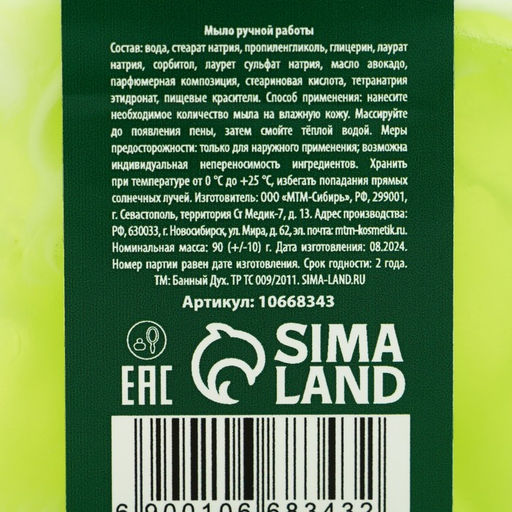 Мыло ручной работы
Состав: вода, стеарат натрия, пропиленгликоль, глицерин, лаурат
натрия, сорбитол, лаурет сульфат натрия, масло авокадо,
парфюмерная композиция, стеариновая кислота, тетранатрия
этидронат, пищевые красители. Способ применения: нанесите
необходимое количество мыла на влажную кожу. Массируйте
до появления пены, затем смойте тёплой водой. Меры
предосторожности: только для наружного применения; возможна
индивидуальная непереносимость ингредиентов. Хранить
при температуре от 0 °C до +25 °C, избегать попадания прямых
солнечных лучей. Изготовитель: ООО «МТМ-Сибирь», РФ, 299001,
г. Севастополь, территория Ст Медик-7, д. 13. Адрес производства:
РФ, 630033, г. Новосибирск, ул. Мира, д. 62, эл. почта: mtm-kosmetik.ru.
Номинальная масса: 90 (+/-10) г. Дата изготовления: 08.2024.
Номер партии равен дате изготовления. Срок годности: 2 года.
ТМ: Банный Дух. ТР ТС 009/2011. SIMA-LAND.RU
Артикул: 10668343
EAC
SIMA
LAND
6 900106 683432